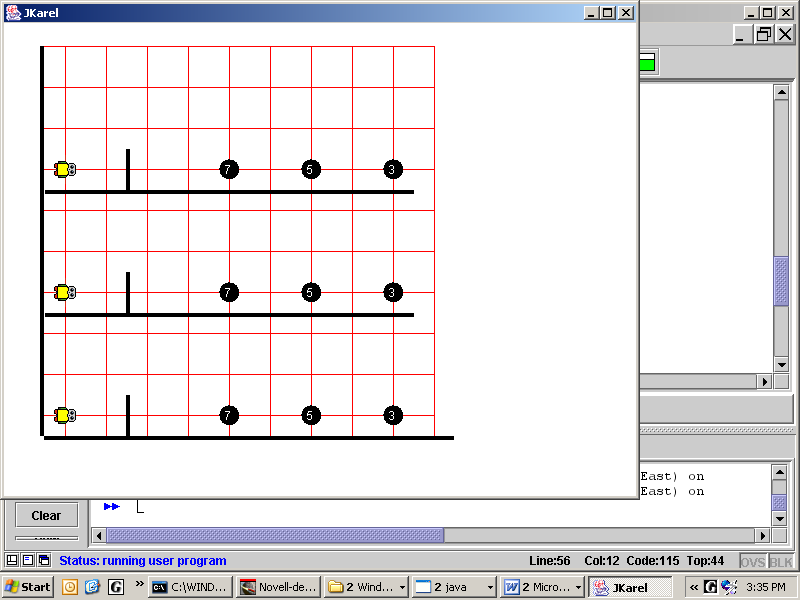 JKarel
7 5 3
7 5 3
7 5 3
East) on
East) on
Clear
Status: running user program
Line:56 Col:12 Code:115 Top:44
OVS BLK
Start
G
»
C:\
C:\WIND...
Novell-de...
2 Wind...
2 java
W
2 Micro...
JKarel
«
G
3:35 PM